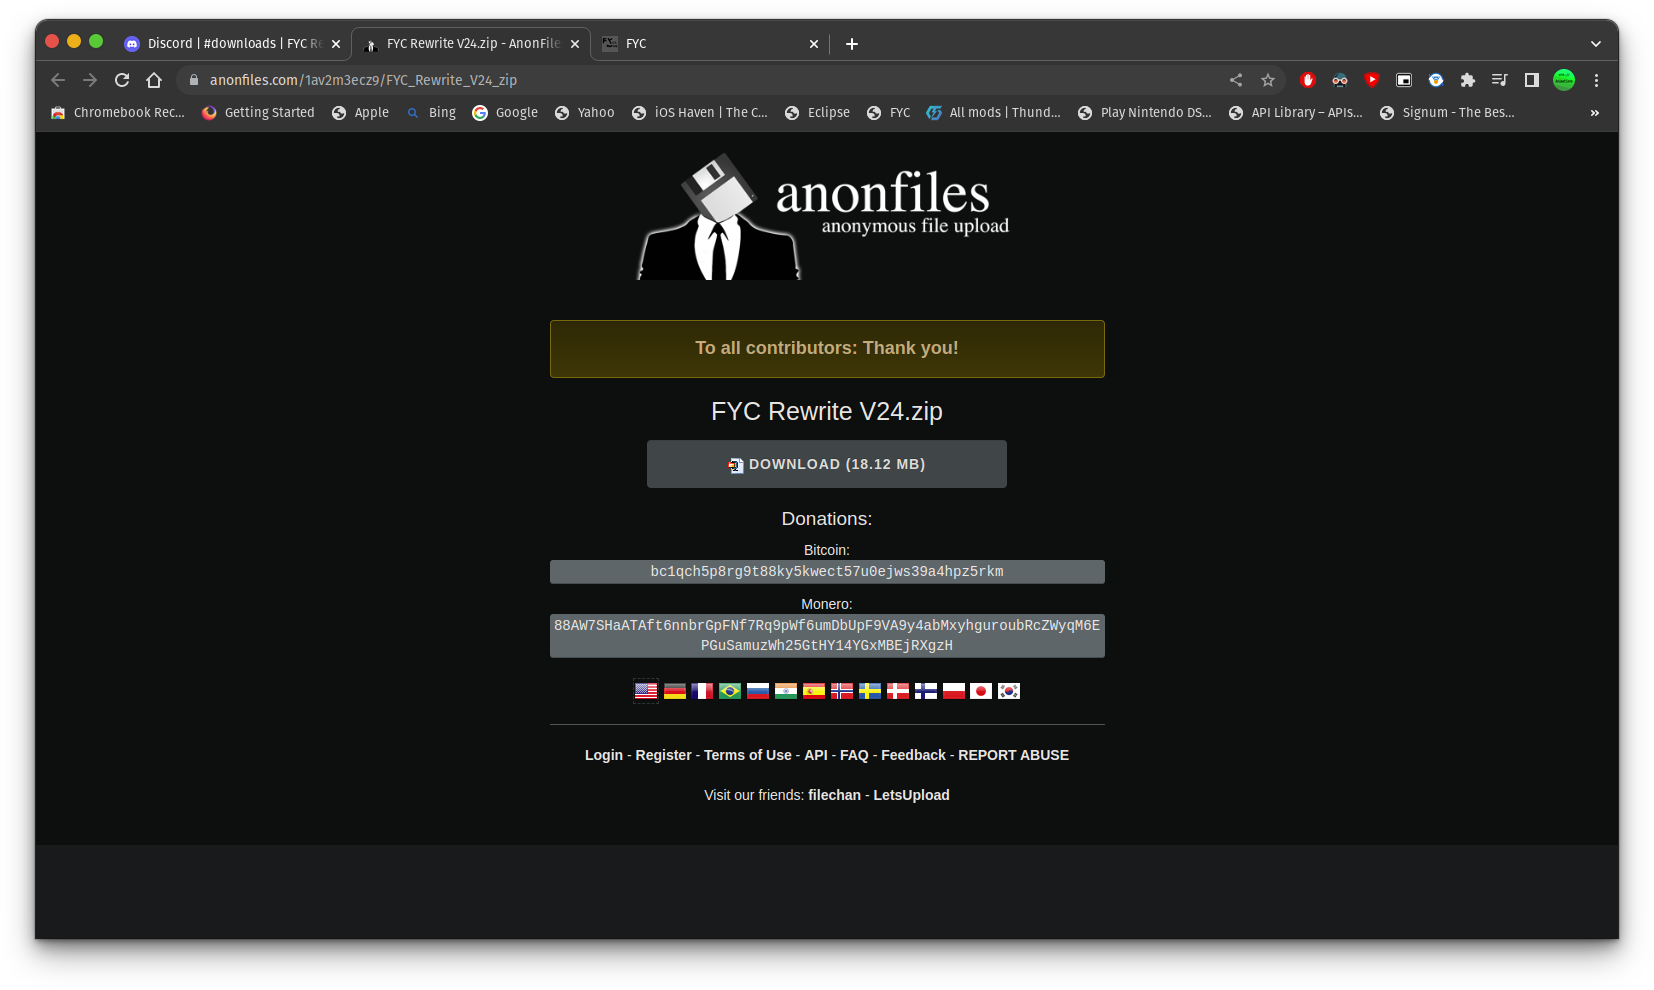 Discord | #downloads | FYC Re
FYC Rewrite V24.zip - AnonFile
FYC
anonfiles.com/1av2m3ecz9/FYC_Rewrite_V24_zip
Chromebook Rec...
Getting Started
Apple
Bing
Google
Yahoo
iOS Haven | The C...
Eclipse
FYC
All mods | Thund...
Play Nintendo DS...
API Library – APIs...
Signum - The Bes...
»
anonfiles
anonymous file upload
To all contributors: Thank you!
FYC Rewrite V24.zip
DOWNLOAD (18.12 MB)
Donations:
Bitcoin:
bc1qch5p8rg9t88ky5kwect57u0ejws39a4hpz5rkm
Monero:
88AW7SHaATAft6nnbrGpFNf7Rq9pWf6umDbUpF9VA9y4abMxyhguroubRcZWyqM6E
PGuSamuzWh25GtHY14YGxMBEjRXgzH
Login - Register - Terms of Use - API - FAQ - Feedback - REPORT ABUSE
Visit our friends: filechan - LetsUpload